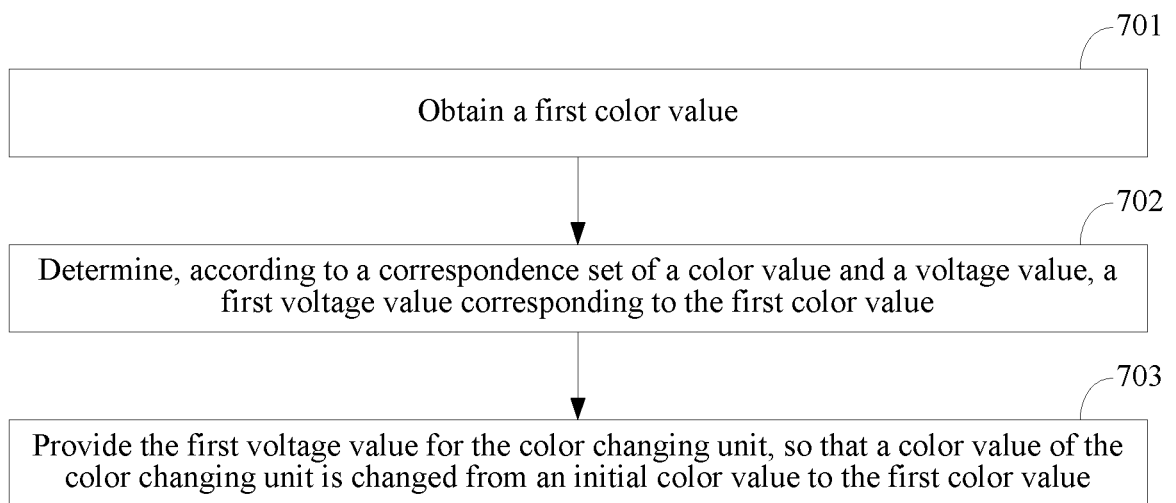 701
Obtain a first color value
702
Determine, according to a correspondence set of a color value and a voltage value, a
first voltage value corresponding to the first color value
703
Provide the first voltage value for the color changing unit, so that a color value of the
color changing unit is changed from an initial color value to the first color value